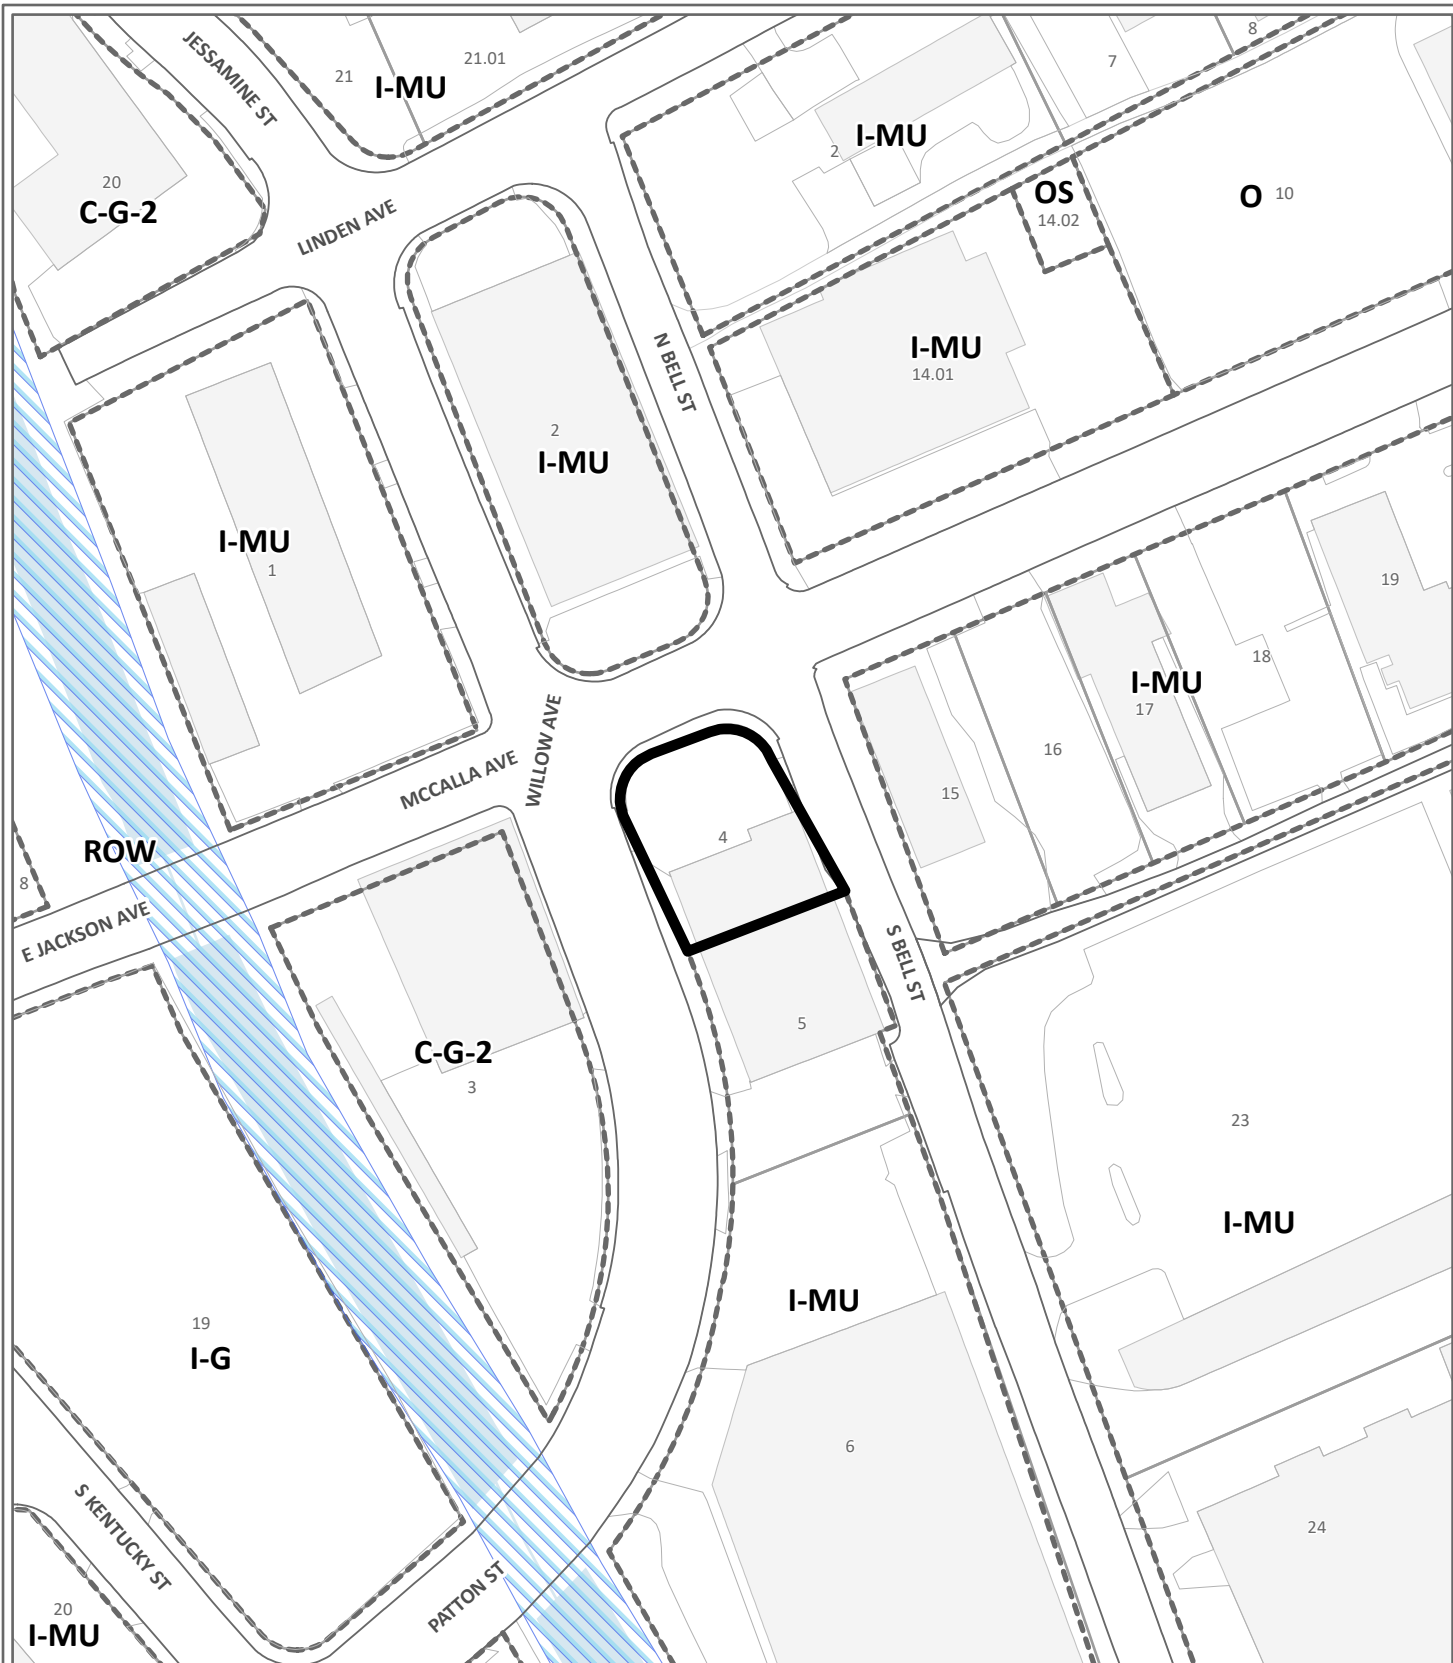 JESSAMINE ST
21
I-MU
21.01
7
8
2
I-MU
20
C-G-2
LINDEN AVE
OS
14.02
O
10
N BELL ST
I-MU
14.01
2
I-MU
I-MU
1
19
18
I-MU
17
16
15
WILLOW AVE
MCCALLA AVE
4
ROW
8
E JACKSON AVE
S BELL ST
5
C-G-2
3
23
I-MU
I-MU
19
I-G
6
S KENTUCKY ST
24
PATTON ST
20
I-MU